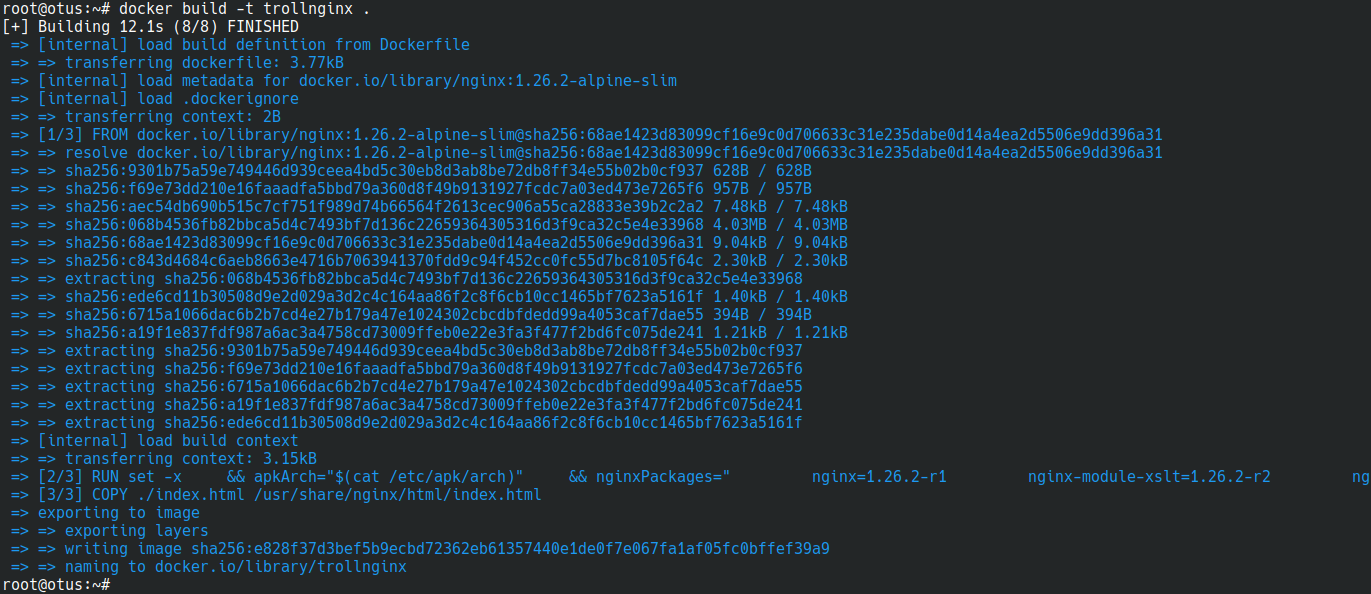 root@otus:~# docker build -t trollnginx .
[+] Building 12.1s (8/8) FINISHED
=> [internal] load build definition from Dockerfile
=> => transferring dockerfile: 3.77kB
=> [internal] load metadata for docker.io/library/nginx:1.26.2-alpine-slim
=> [internal] load .dockerignore
=> => transferring context: 2B
=> [1/3] FROM docker.io/library/nginx:1.26.2-alpine-slim@sha256:68ae1423d83099cf16e9c0d706633c31e235dabe0d14a4ea2d5506e9dd396a31
=> => resolve docker.io/library/nginx:1.26.2-alpine-slim@sha256:68ae1423d83099cf16e9c0d706633c31e235dabe0d14a4ea2d5506e9dd396a31
=> => sha256:9301b75a59e749446d939ceea4bd5c30eb8d3ab8be72db8ff34e55b02b0cf937 628B / 628B
=> => sha256:f69e73dd210e16faaadfa5bbd79a360d8f49b9131927fcdc7a03ed473e7265f6 957B / 957B
=> => sha256:aec54db690b515c7cf751f989d74b66564f2613cec906a55ca28833e39b2c2a2 7.48kB / 7.48kB
=> => sha256:068b4536fb82bbca5d4c7493bf7d136c22659364305316d3f9ca32c5e4e33968 4.03MB / 4.03MB
=> => sha256:68ae1423d83099cf16e9c0d706633c31e235dabe0d14a4ea2d5506e9dd396a31 9.04kB / 9.04kB
=> => sha256:c843d4684c6aeb8663e4716b7063941370fdd9c94f452cc0fc55d7bc8105f64c 2.30kB / 2.30kB
=> => extracting sha256:068b4536fb82bbca5d4c7493bf7d136c22659364305316d3f9ca32c5e4e33968
=> => sha256:ede6cd11b30508d9e2d029a3d2c4c164aa86f2c8f6cb10cc1465bf7623a5161f 1.40kB / 1.40kB
=> => sha256:6715a1066dac6b2b7cd4e27b179a47e1024302cbcdbfdedd99a4053caf7dae55 394B / 394B
=> => sha256:a19f1e837fdf987a6ac3a4758cd73009ffeb0e22e3fa3f477f2bd6fc075de241 1.21kB / 1.21kB
=> => extracting sha256:9301b75a59e749446d939ceea4bd5c30eb8d3ab8be72db8ff34e55b02b0cf937
=> => extracting sha256:f69e73dd210e16faaadfa5bbd79a360d8f49b9131927fcdc7a03ed473e7265f6
=> => extracting sha256:6715a1066dac6b2b7cd4e27b179a47e1024302cbcdbfdedd99a4053caf7dae55
=> => extracting sha256:a19f1e837fdf987a6ac3a4758cd73009ffeb0e22e3fa3f477f2bd6fc075de241
=> => extracting sha256:ede6cd11b30508d9e2d029a3d2c4c164aa86f2c8f6cb10cc1465bf7623a5161f
=> [internal] load build context
=> => transferring context: 3.15kB
=> [2/3] RUN set -x     && apkArch="$(cat /etc/apk/arch)"     && nginxPackages="         nginx=1.26.2-r1         nginx-module-xslt=1.26.2-r2         ng
=> [3/3] COPY ./index.html /usr/share/nginx/html/index.html
=> exporting to image
=> => exporting layers
=> => writing image sha256:e828f37d3bef5b9ecbd72362eb61357440e1de0f7e067fa1af05fc0bffef39a9
=> => naming to docker.io/library/trollnginx
root@otus:~#